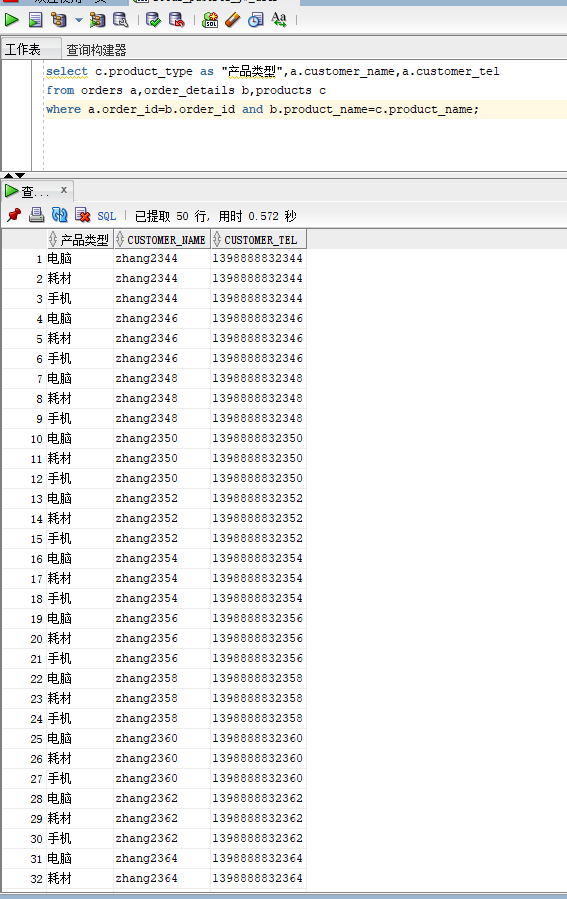 工作表 查询构建器
select c.product_type as "产品类型",a.customer_name,a.customer_tel
from orders a,order_details b,products c
where a.order_id=b.order_id and b.product_name=c.product_name;
查... x
SQL | 已提取 50 行, 用时 0.572 秒
产品类型 CUSTOMER_NAME CUSTOMER_TEL
1 电脑 zhang2344 1398888832344
2 耗材 zhang2344 1398888832344
3 手机 zhang2344 1398888832344
4 电脑 zhang2346 1398888832346
5 耗材 zhang2346 1398888832346
6 手机 zhang2346 1398888832346
7 电脑 zhang2348 1398888832348
8 耗材 zhang2348 1398888832348
9 手机 zhang2348 1398888832348
10 电脑 zhang2350 1398888832350
11 耗材 zhang2350 1398888832350
12 手机 zhang2350 1398888832350
13 电脑 zhang2352 1398888832352
14 耗材 zhang2352 1398888832352
15 手机 zhang2352 1398888832352
16 电脑 zhang2354 1398888832354
17 耗材 zhang2354 1398888832354
18 手机 zhang2354 1398888832354
19 电脑 zhang2356 1398888832356
20 耗材 zhang2356 1398888832356
21 手机 zhang2356 1398888832356
22 电脑 zhang2358 1398888832358
23 耗材 zhang2358 1398888832358
24 手机 zhang2358 1398888832358
25 电脑 zhang2360 1398888832360
26 耗材 zhang2360 1398888832360
27 手机 zhang2360 1398888832360
28 电脑 zhang2362 1398888832362
29 耗材 zhang2362 1398888832362
30 手机 zhang2362 1398888832362
31 电脑 zhang2364 1398888832364
32 耗材 zhang2364 1398888832364